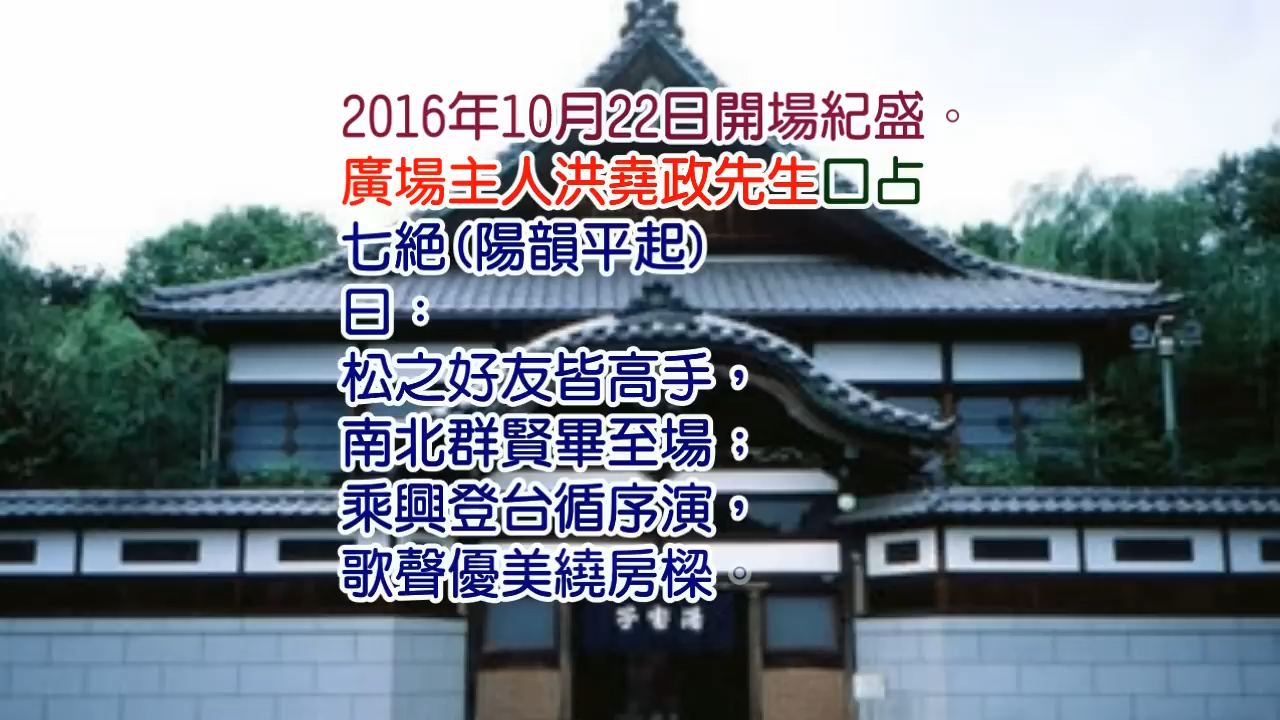 2016年10月22日開場紀盛。
廣場主人洪堯政先生口占
七絕(陽韻平起)
曰：
松之好友皆高手，
南北群賢畢至場；
乘興登台循序演，
歌聲優美繞房樑。
子宝湯